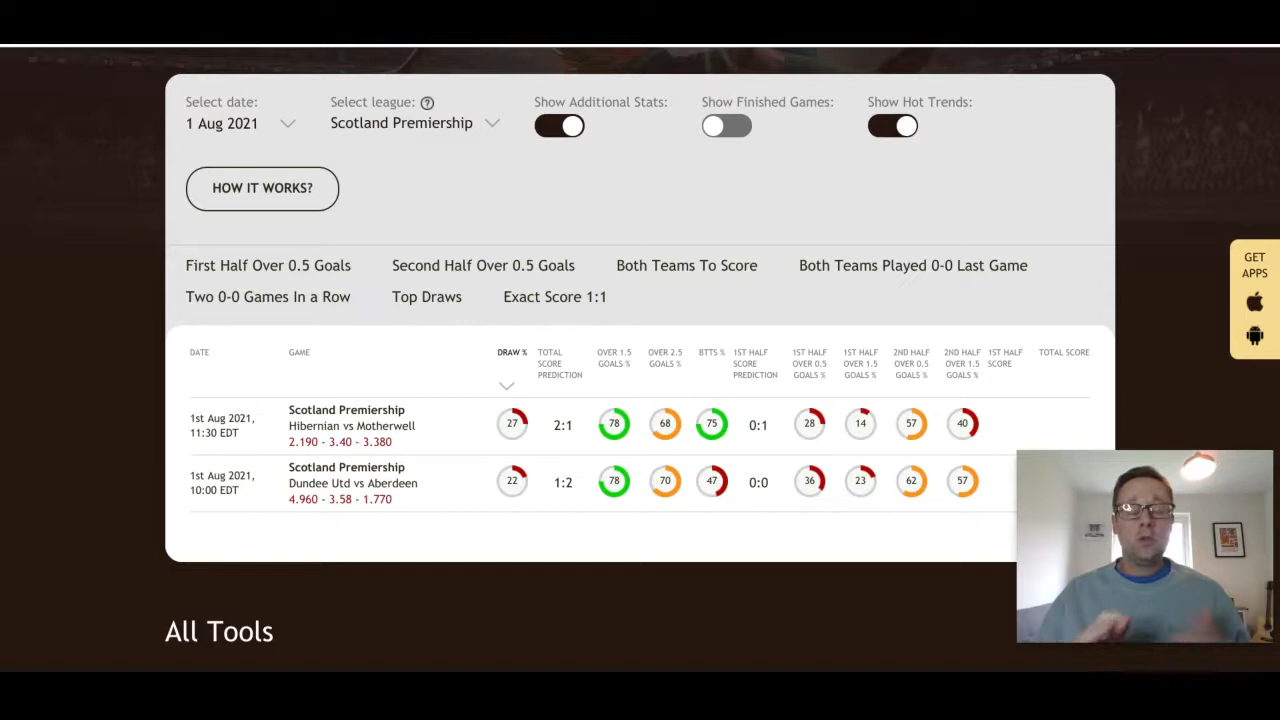 Select date:
1 Aug 2021
Select league: ?
Scotland Premiership
Show Additional Stats:
Show Finished Games:
Show Hot Trends:
HOW IT WORKS?
GET
APPS
First Half Over 0.5 Goals
Second Half Over 0.5 Goals
Both Teams To Score
Both Teams Played 0-0 Last Game
Two 0-0 Games In a Row
Top Draws
Exact Score 1:1
DATE
GAME
DRAW %
TOTAL
SCORE
PREDICTION
OVER 1.5
GOALS %
OVER 2.5
GOALS %
BTTS %
1ST HALF
SCORE
PREDICTION
1ST HALF
OVER 0.5
GOALS %
1ST HALF
OVER 1.5
GOALS %
2ND HALF
OVER 0.5
GOALS %
2ND HALF
OVER 1.5
GOALS %
1ST HALF
SCORE
TOTAL SCORE
1st Aug 2021,
11:30 EDT
Scotland Premiership
Hibernian vs Motherwell
2.190 - 3.40 - 3.380
27
2:1
78
68
75
0:1
28
14
57
40
1st Aug 2021,
10:00 EDT
Scotland Premiership
Dundee Utd vs Aberdeen
4.960 - 3.58 - 1.770
22
1:2
78
70
47
0:0
36
23
62
57
All Tools